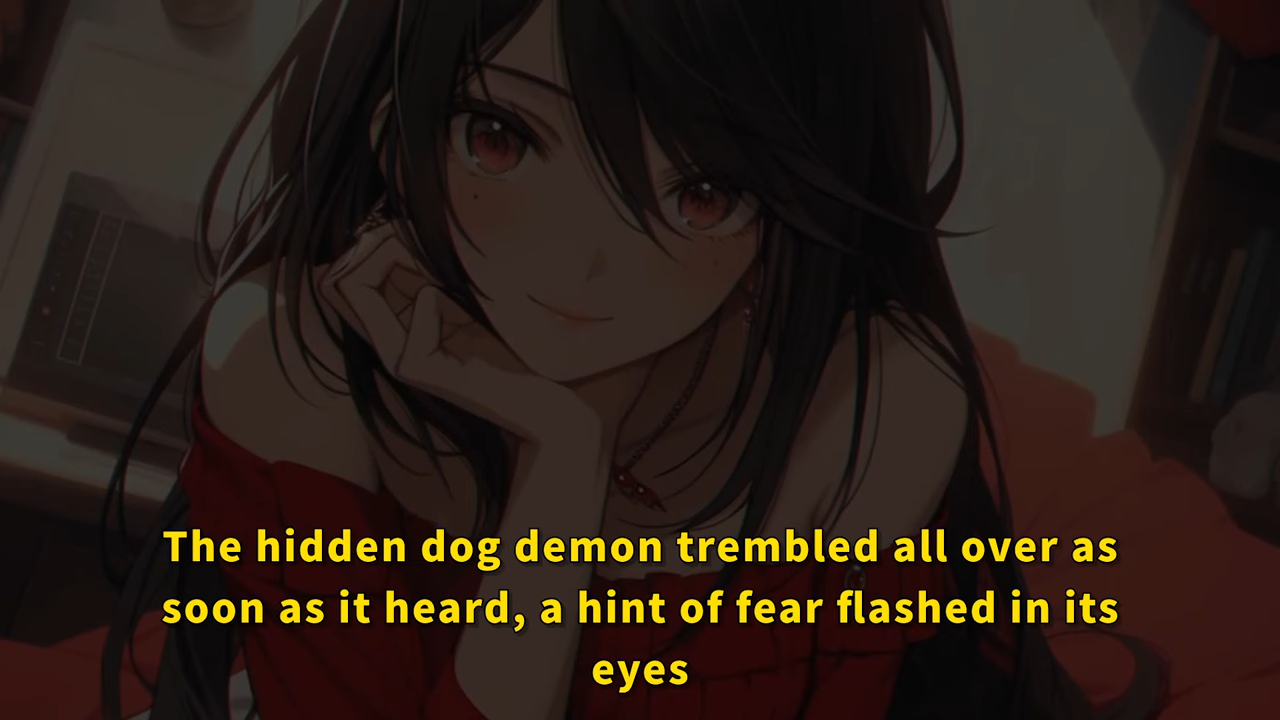 The hidden dog demon trembled all over as
soon as it heard, a hint of fear flashed in its
eyes